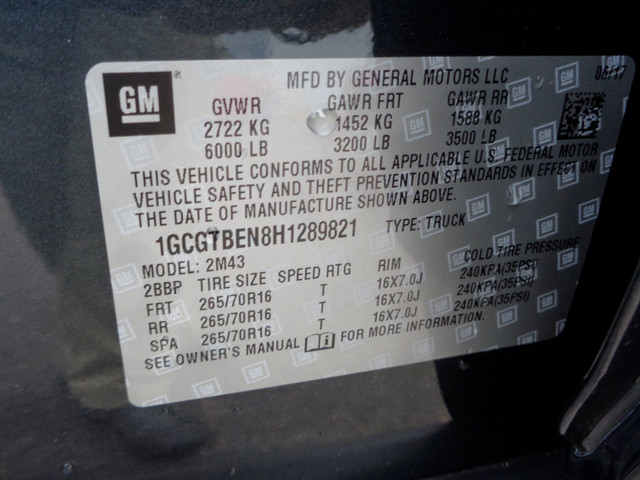 GM
MFD BY GENERAL MOTORS LLC 06/17
GVWR GAWR FRT GAWR RR
2722 KG 1452 KG 1588 KG
6000 LB 3200 LB 3500 LB
THIS VEHICLE CONFORMS TO ALL APPLICABLE U.S. FEDERAL MOTOR
VEHICLE SAFETY AND THEFT PREVENTION STANDARDS IN EFFECT ON
THE DATE OF MANUFACTURE SHOWN ABOVE.
1GCGTBEN8H1289821 TYPE: TRUCK
MODEL: 2M43
2BBP TIRE SIZE SPEED RTG RIM COLD TIRE PRESSURE
FRT 265/70R16 T 16X7.0J 240KPA(35PSI)
RR 265/70R16 T 16X7.0J 240KPA(35PSI)
SPA 265/70R16 T 16X7.0J 240KPA(35PSI)
SEE OWNER'S MANUAL FOR MORE INFORMATION.